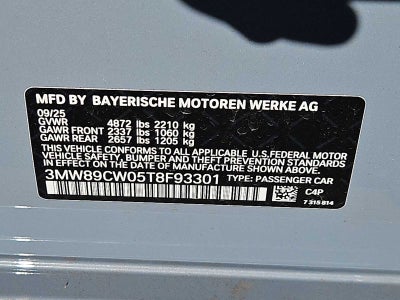 MFD BY BAYERISCHE MOTOREN WERKE AG
09/25
GVWR 4872 lbs 2210 kg
GAWR FRONT 2337 lbs 1060 kg
GAWR REAR 2657 lbs 1205 kg
THIS VEHICLE CONFORMS TO ALL APPLICABLE U.S.FEDERAL MOTOR
VEHICLE SAFETY, BUMPER, AND THEFT PREVENTION STANDARDS
IN EFFECT ON THE DATE OF MANUFACTURE SHOWN ABOVE.
3MW89CW05T8F93301 TYPE: PASSENGER CAR
C4P
7 315 814